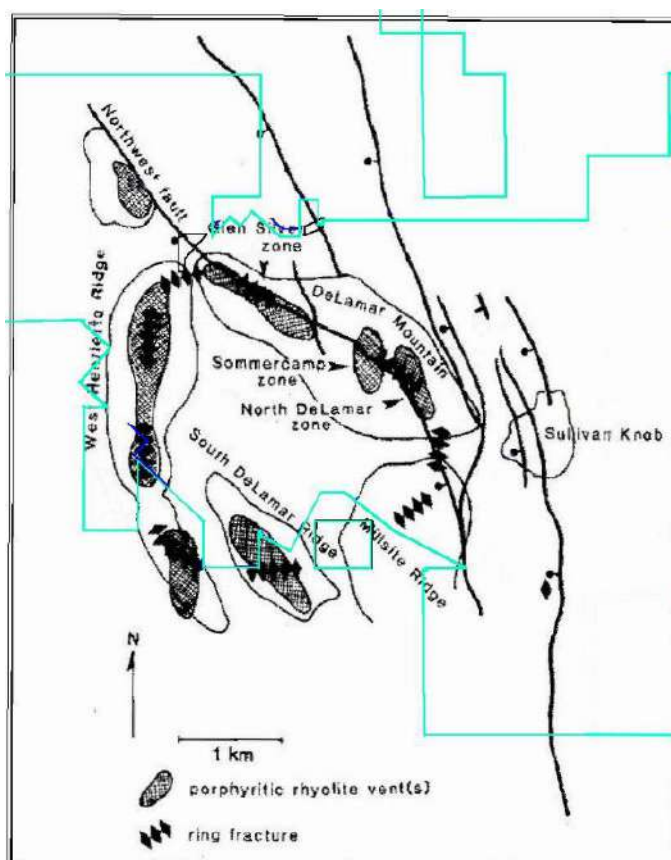 Northwest fault
Glen Silver
zone
DeLamar Mountain
West Henrietta Ridge
Sommercamp
zone
North DeLamar
zone
Sullivan Knob
South DeLamar Ridge
Millsite Ridge
N
1 km
porphyritic rhyolite vent(s)
ring fracture